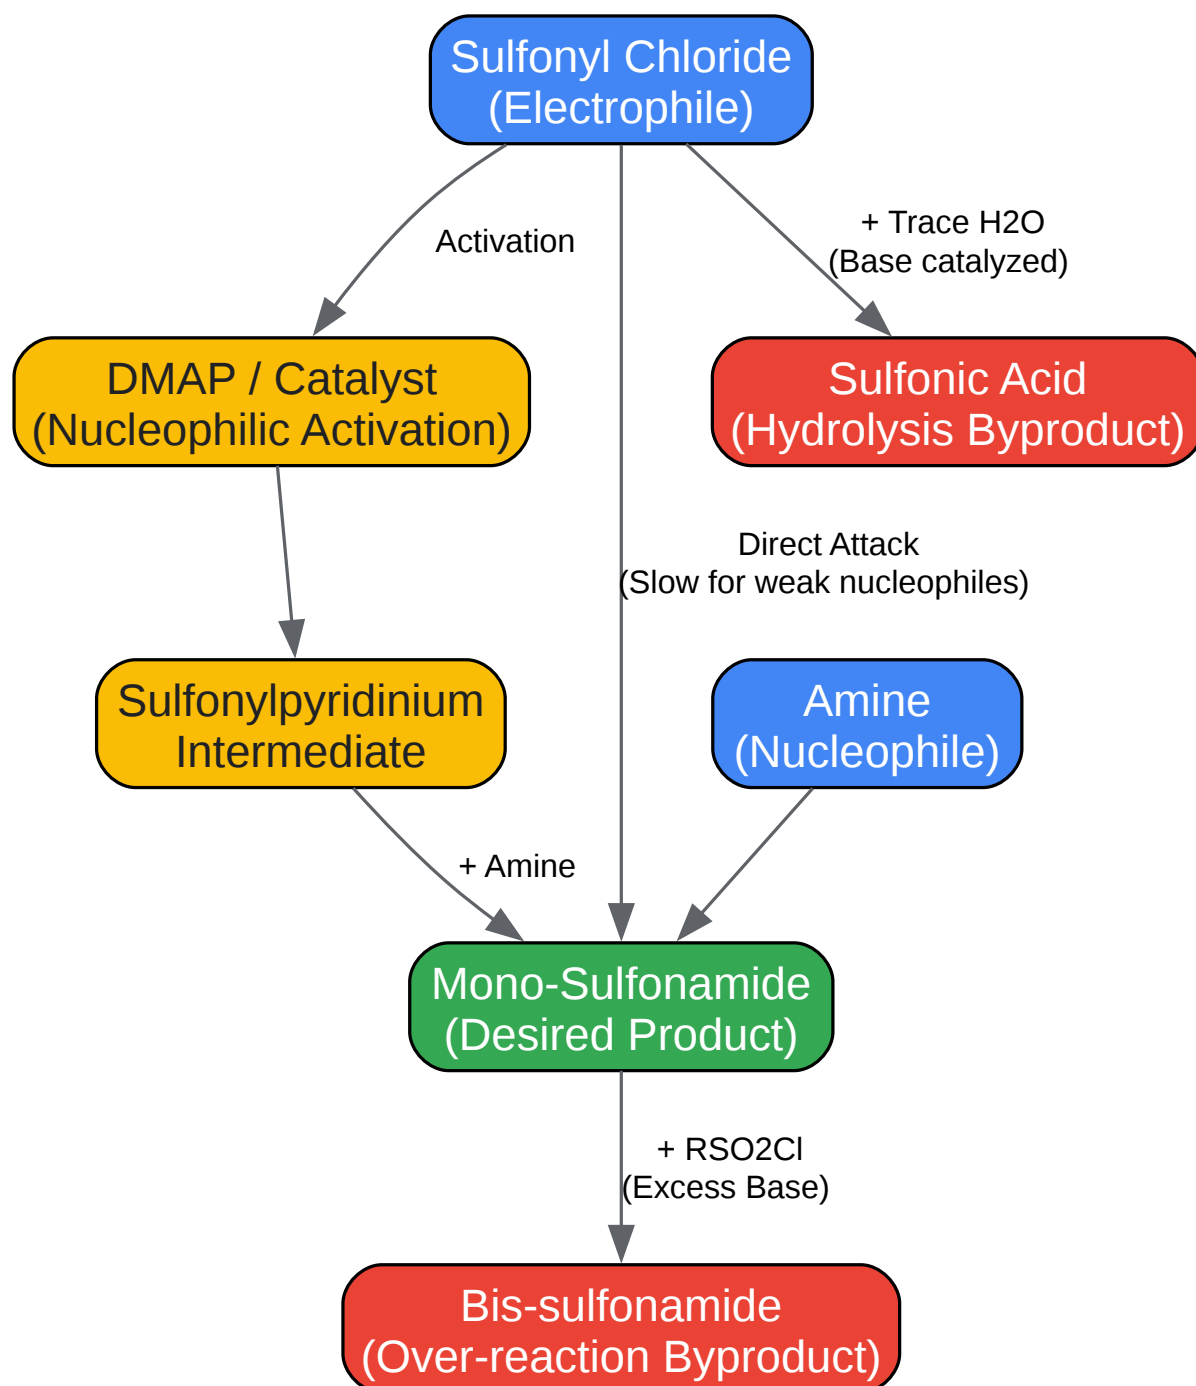 Sulfonyl Chloride
(Electrophile)
Activation
+ Trace H2O
(Base catalyzed)
DMAP / Catalyst
(Nucleophilic Activation)
Sulfonic Acid
(Hydrolysis Byproduct)
Direct Attack
(Slow for weak nucleophiles)
Sulfonylpyridinium
Intermediate
Amine
(Nucleophile)
+ Amine
Mono-Sulfonamide
(Desired Product)
+ RSO2Cl
(Excess Base)
Bis-sulfonamide
(Over-reaction Byproduct)